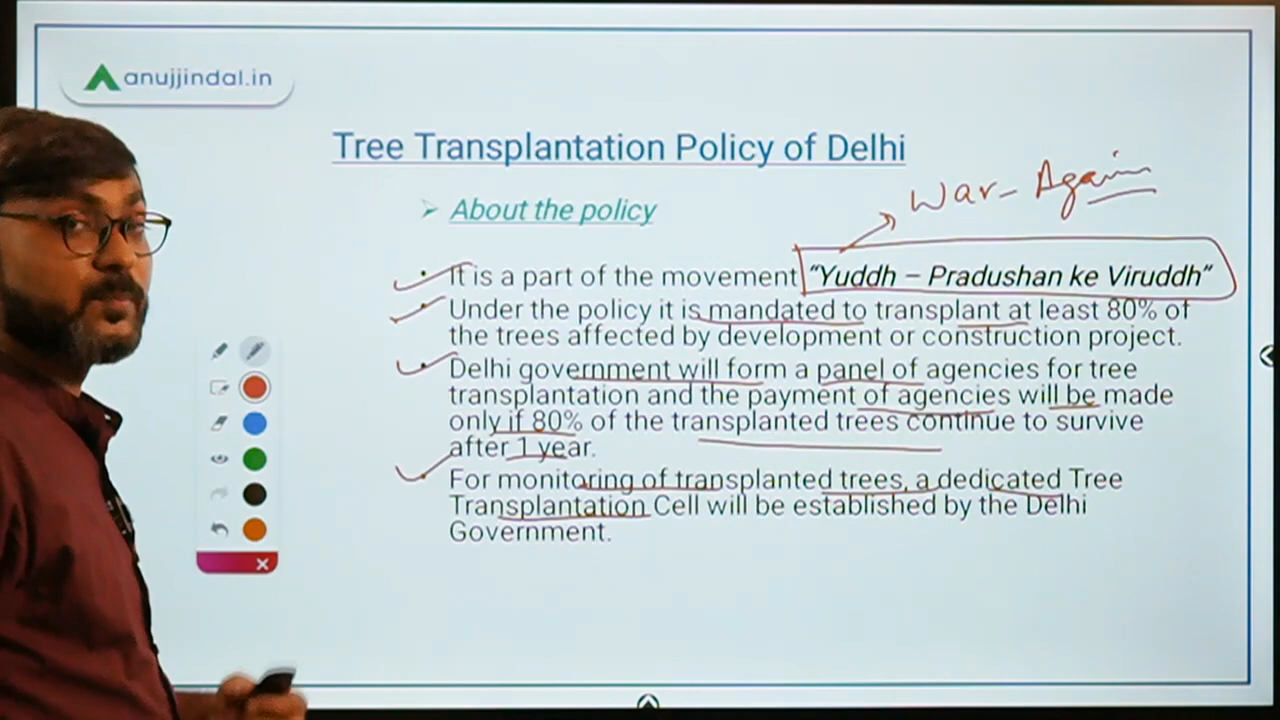 anujjindal.in
Tree Transplantation Policy of Delhi
War - Again
About the policy
It is a part of the movement "Yuddh – Pradushan ke Viruddh"
Under the policy it is mandated to transplant at least 80% of
the trees affected by development or construction project.
Delhi government will form a panel of agencies for tree
transplantation and the payment of agencies will be made
only if 80% of the transplanted trees continue to survive
after 1 year.
For monitoring of transplanted trees, a dedicated Tree
Transplantation Cell will be established by the Delhi
Government.